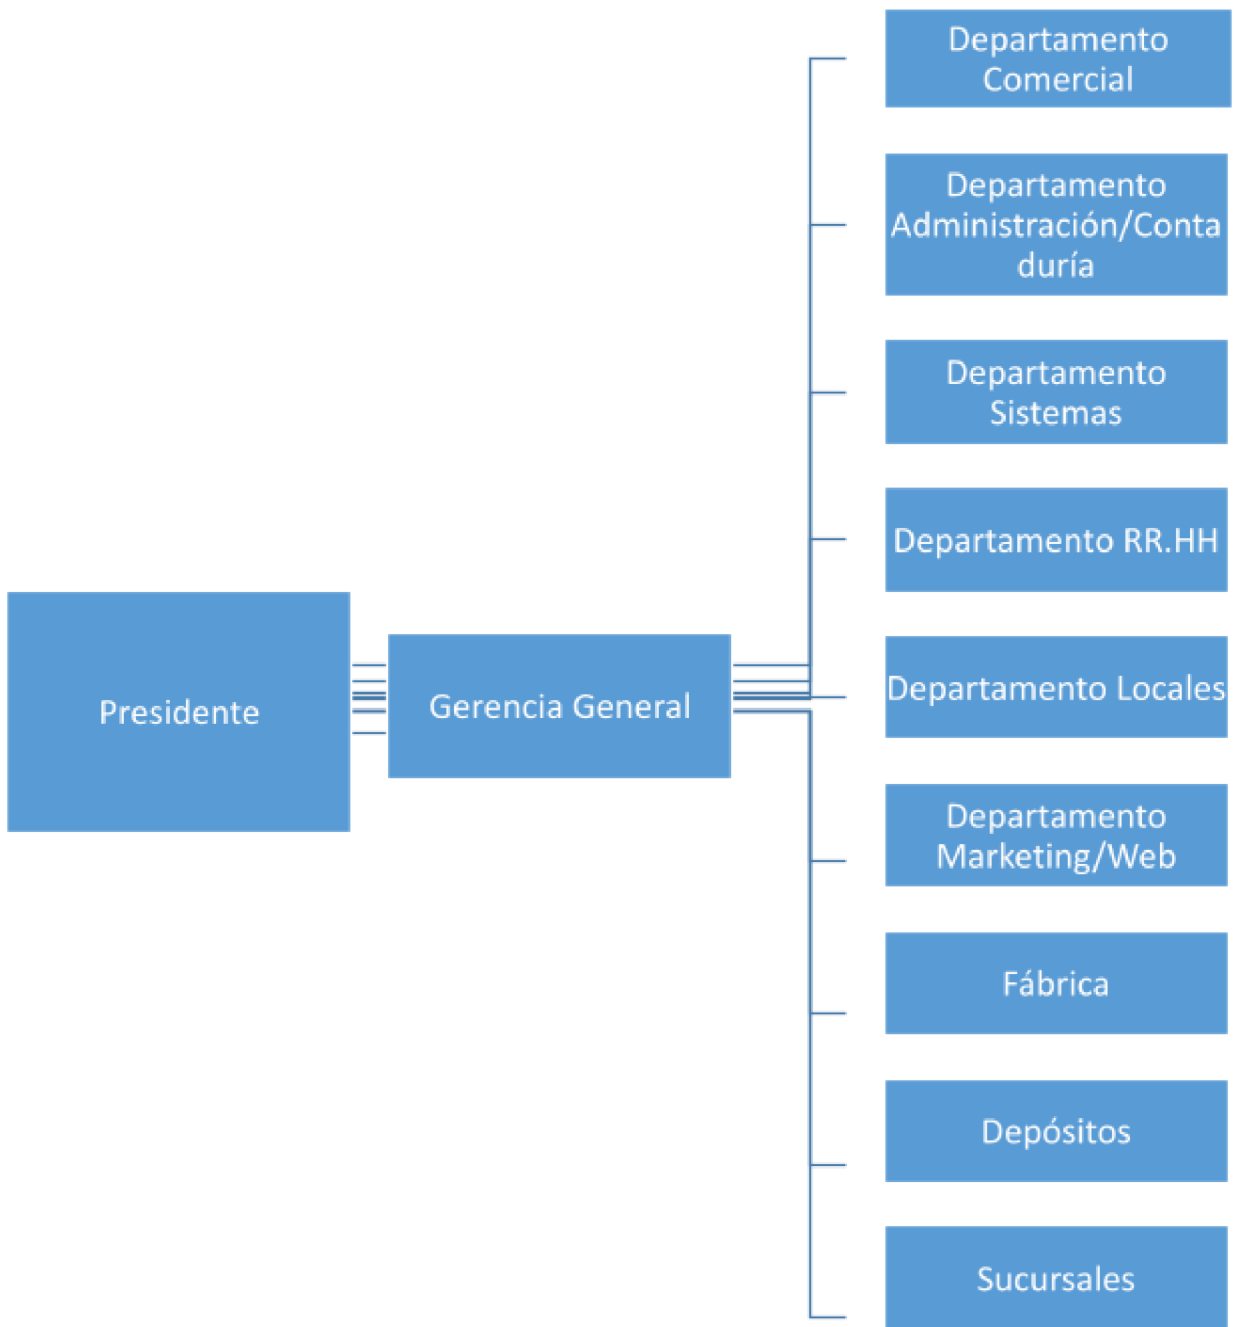 Presidente
Gerencia General
Departamento
Comercial
Departamento
Administración/Conta
duría
Departamento
Sistemas
Departamento RR.HH
Departamento Locales
Departamento
Marketing/Web
Fábrica
Depósitos
Sucursales